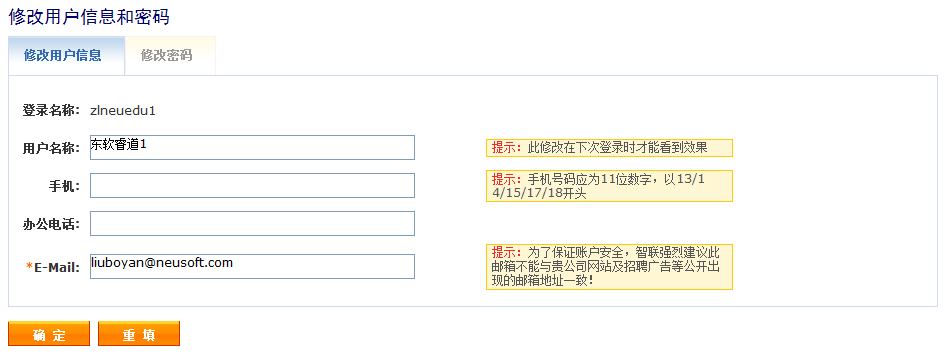 修改用户信息和密码
修改用户信息 修改密码
登录名称: zlneuedu1
用户名称: 东软睿道1 提示：此修改在下次登录时才能看到效果
手机: 提示：手机号码应为11位数字，以13/1
4/15/17/18开头
办公电话:
*E-Mail: liuboyan@neusoft.com 提示：为了保证账户安全，智联强烈建议此
邮箱不能与贵公司网站及招聘广告等公开出
现的邮箱地址一致！
确 定 重 填